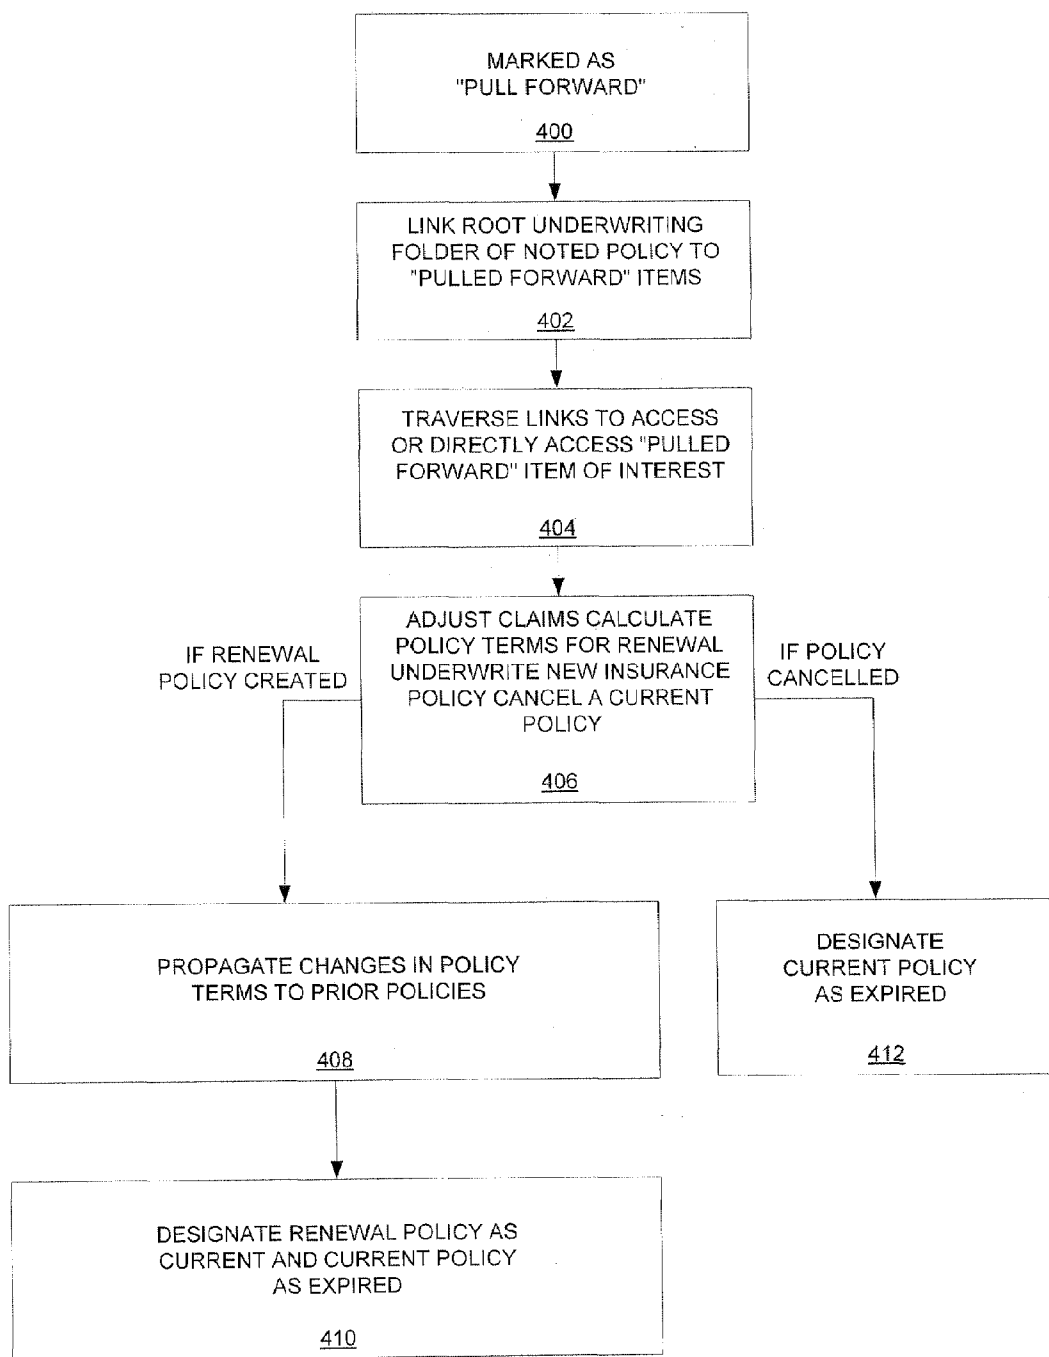 MARKED AS
"PULL FORWARD"
400
LINK ROOT UNDERWRITING
FOLDER OF NOTED POLICY TO
"PULLED FORWARD" ITEMS
402
TRAVERSE LINKS TO ACCESS
OR DIRECTLY ACCESS "PULLED
FORWARD" ITEM OF INTEREST
404
ADJUST CLAIMS CALCULATE
POLICY TERMS FOR RENEWAL
UNDERWRITE NEW INSURANCE
POLICY CANCEL A CURRENT
POLICY
406
IF RENEWAL
POLICY CREATED
IF POLICY
CANCELLED
PROPAGATE CHANGES IN POLICY
TERMS TO PRIOR POLICIES
408
DESIGNATE
CURRENT POLICY
AS EXPIRED
412
DESIGNATE RENEWAL POLICY AS
CURRENT AND CURRENT POLICY
AS EXPIRED
410